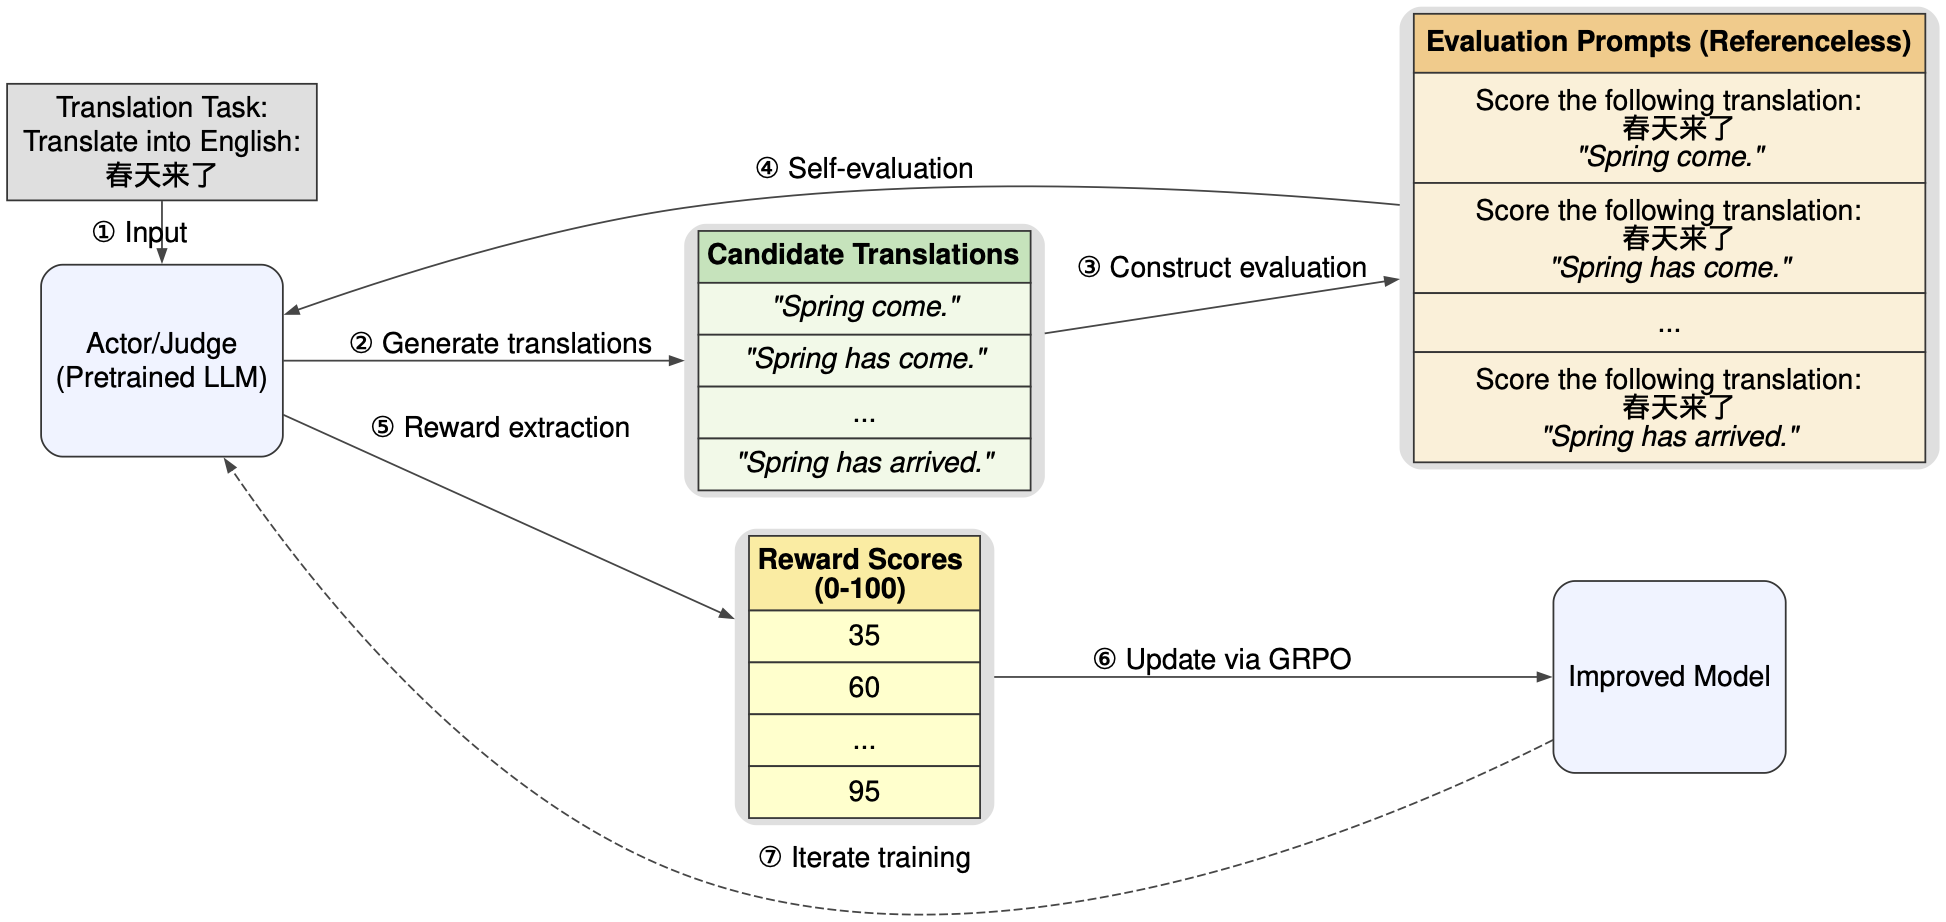 Translation Task:
Translate into English:
春天来了
① Input
Actor/Judge
(Pretrained LLM)
② Generate translations
Candidate Translations
"Spring come."
"Spring has come."
...
"Spring has arrived."
③ Construct evaluation
Evaluation Prompts (Referenceless)
Score the following translation:
春天来了
"Spring come."
Score the following translation:
春天来了
"Spring has come."
...
Score the following translation:
春天来了
"Spring has arrived."
④ Self-evaluation
⑤ Reward extraction
Reward Scores
(0-100)
35
60
...
95
⑥ Update via GRPO
Improved Model
⑦ Iterate training